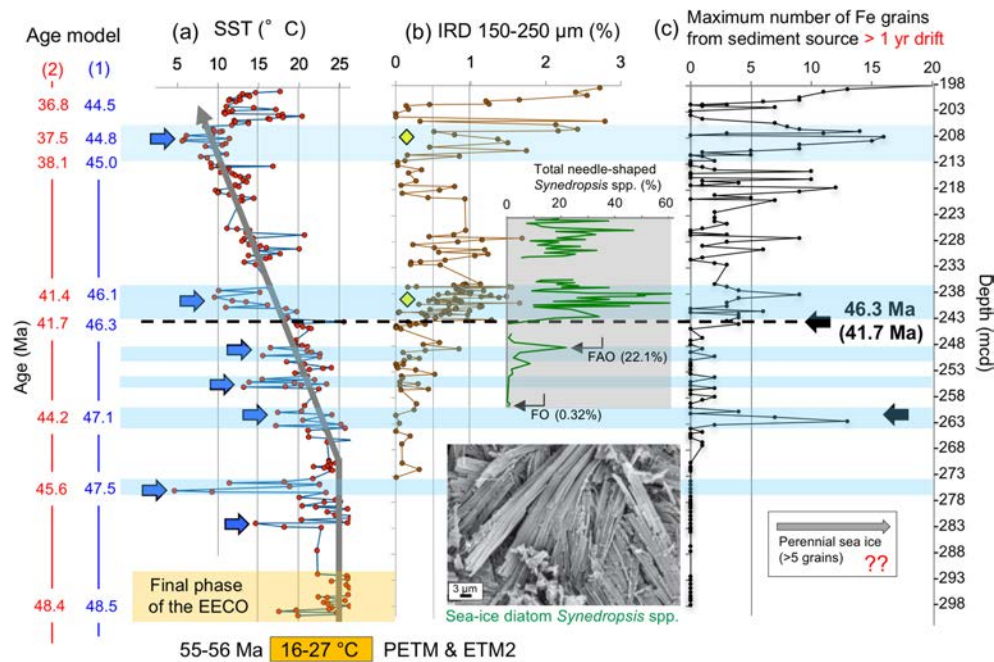 Age model
(2)
(1)
(a) SST (° C)
5 10 15 20 25
(b) IRD 150-250 µm (%)
0 1 2 3
(c) Maximum number of Fe grains
from sediment source > 1 yr drift
0 5 10 15 20
36.8 44.5
37.5 44.8
38.1 45.0
41.4 46.1
41.7 46.3
44.2 47.1
45.6 47.5
48.4 48.5
Age (Ma)
Total needle-shaped
Synedropsis spp. (%)
0 20 40 60
FAO (22.1%)
FO (0.32%)
46.3 Ma
(41.7 Ma)
-198
-203
-208
-213
-218
-223
-228
-233
-238
-243
-248
-253
-258
-263
-268
-273
-278
-283
-288
-293
-298
Depth (mcd)
Perennial sea ice
(>5 grains)
??
3 µm
Sea-ice diatom Synedropsis spp.
Final phase
of the EECO
55-56 Ma 16-27 °C PETM & ETM2